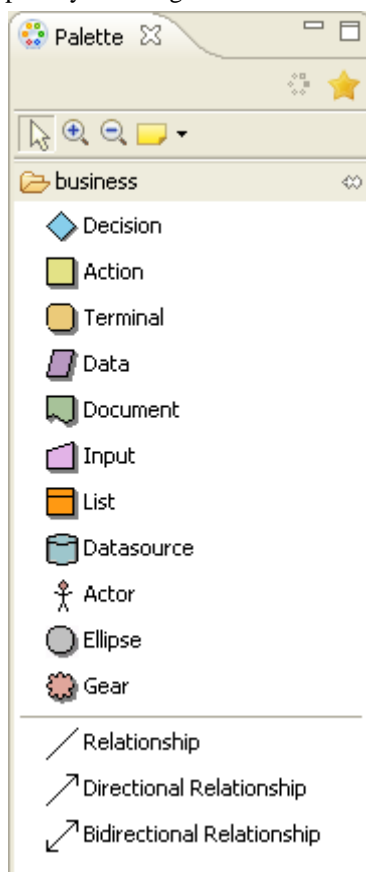 Palette
business
Decision
Action
Terminal
Data
Document
Input
List
Datasource
Actor
Ellipse
Gear
Relationship
Directional Relationship
Bidirectional Relationship